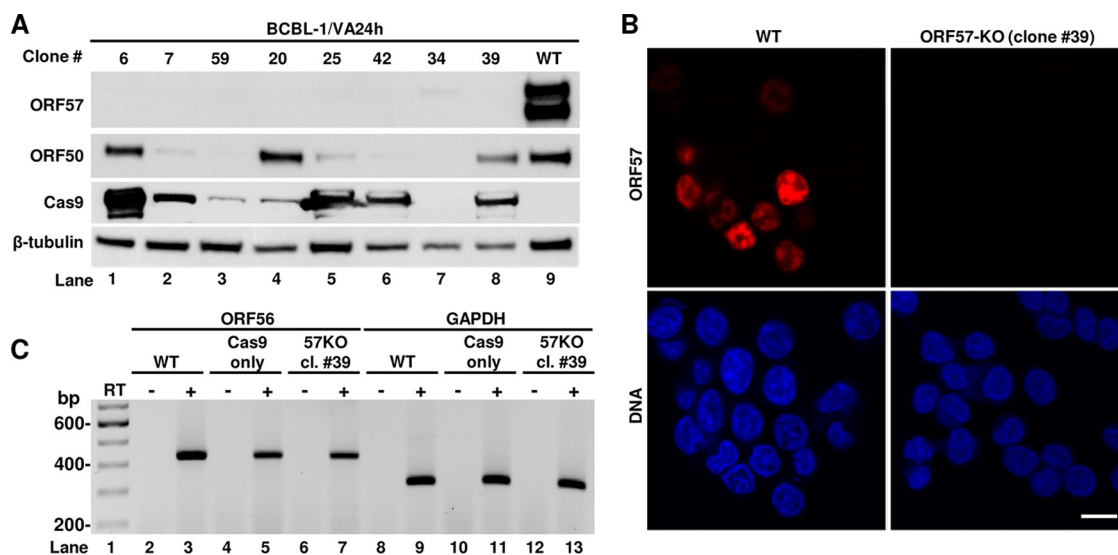 A
BCBL-1/VA24h
Clone # 6 7 59 20 25 42 34 39 WT
ORF57
ORF50
Cas9
β-tubulin
Lane 1 2 3 4 5 6 7 8 9
B
WT ORF57-KO (clone #39)
ORF57
DNA
C
ORF56 GAPDH
WT Cas9 only 57KO cl. #39 WT Cas9 only 57KO cl. #39
RT - + - + - + - + - + - +
bp
600-
400-
200-
Lane 1 2 3 4 5 6 7 8 9 10 11 12 13